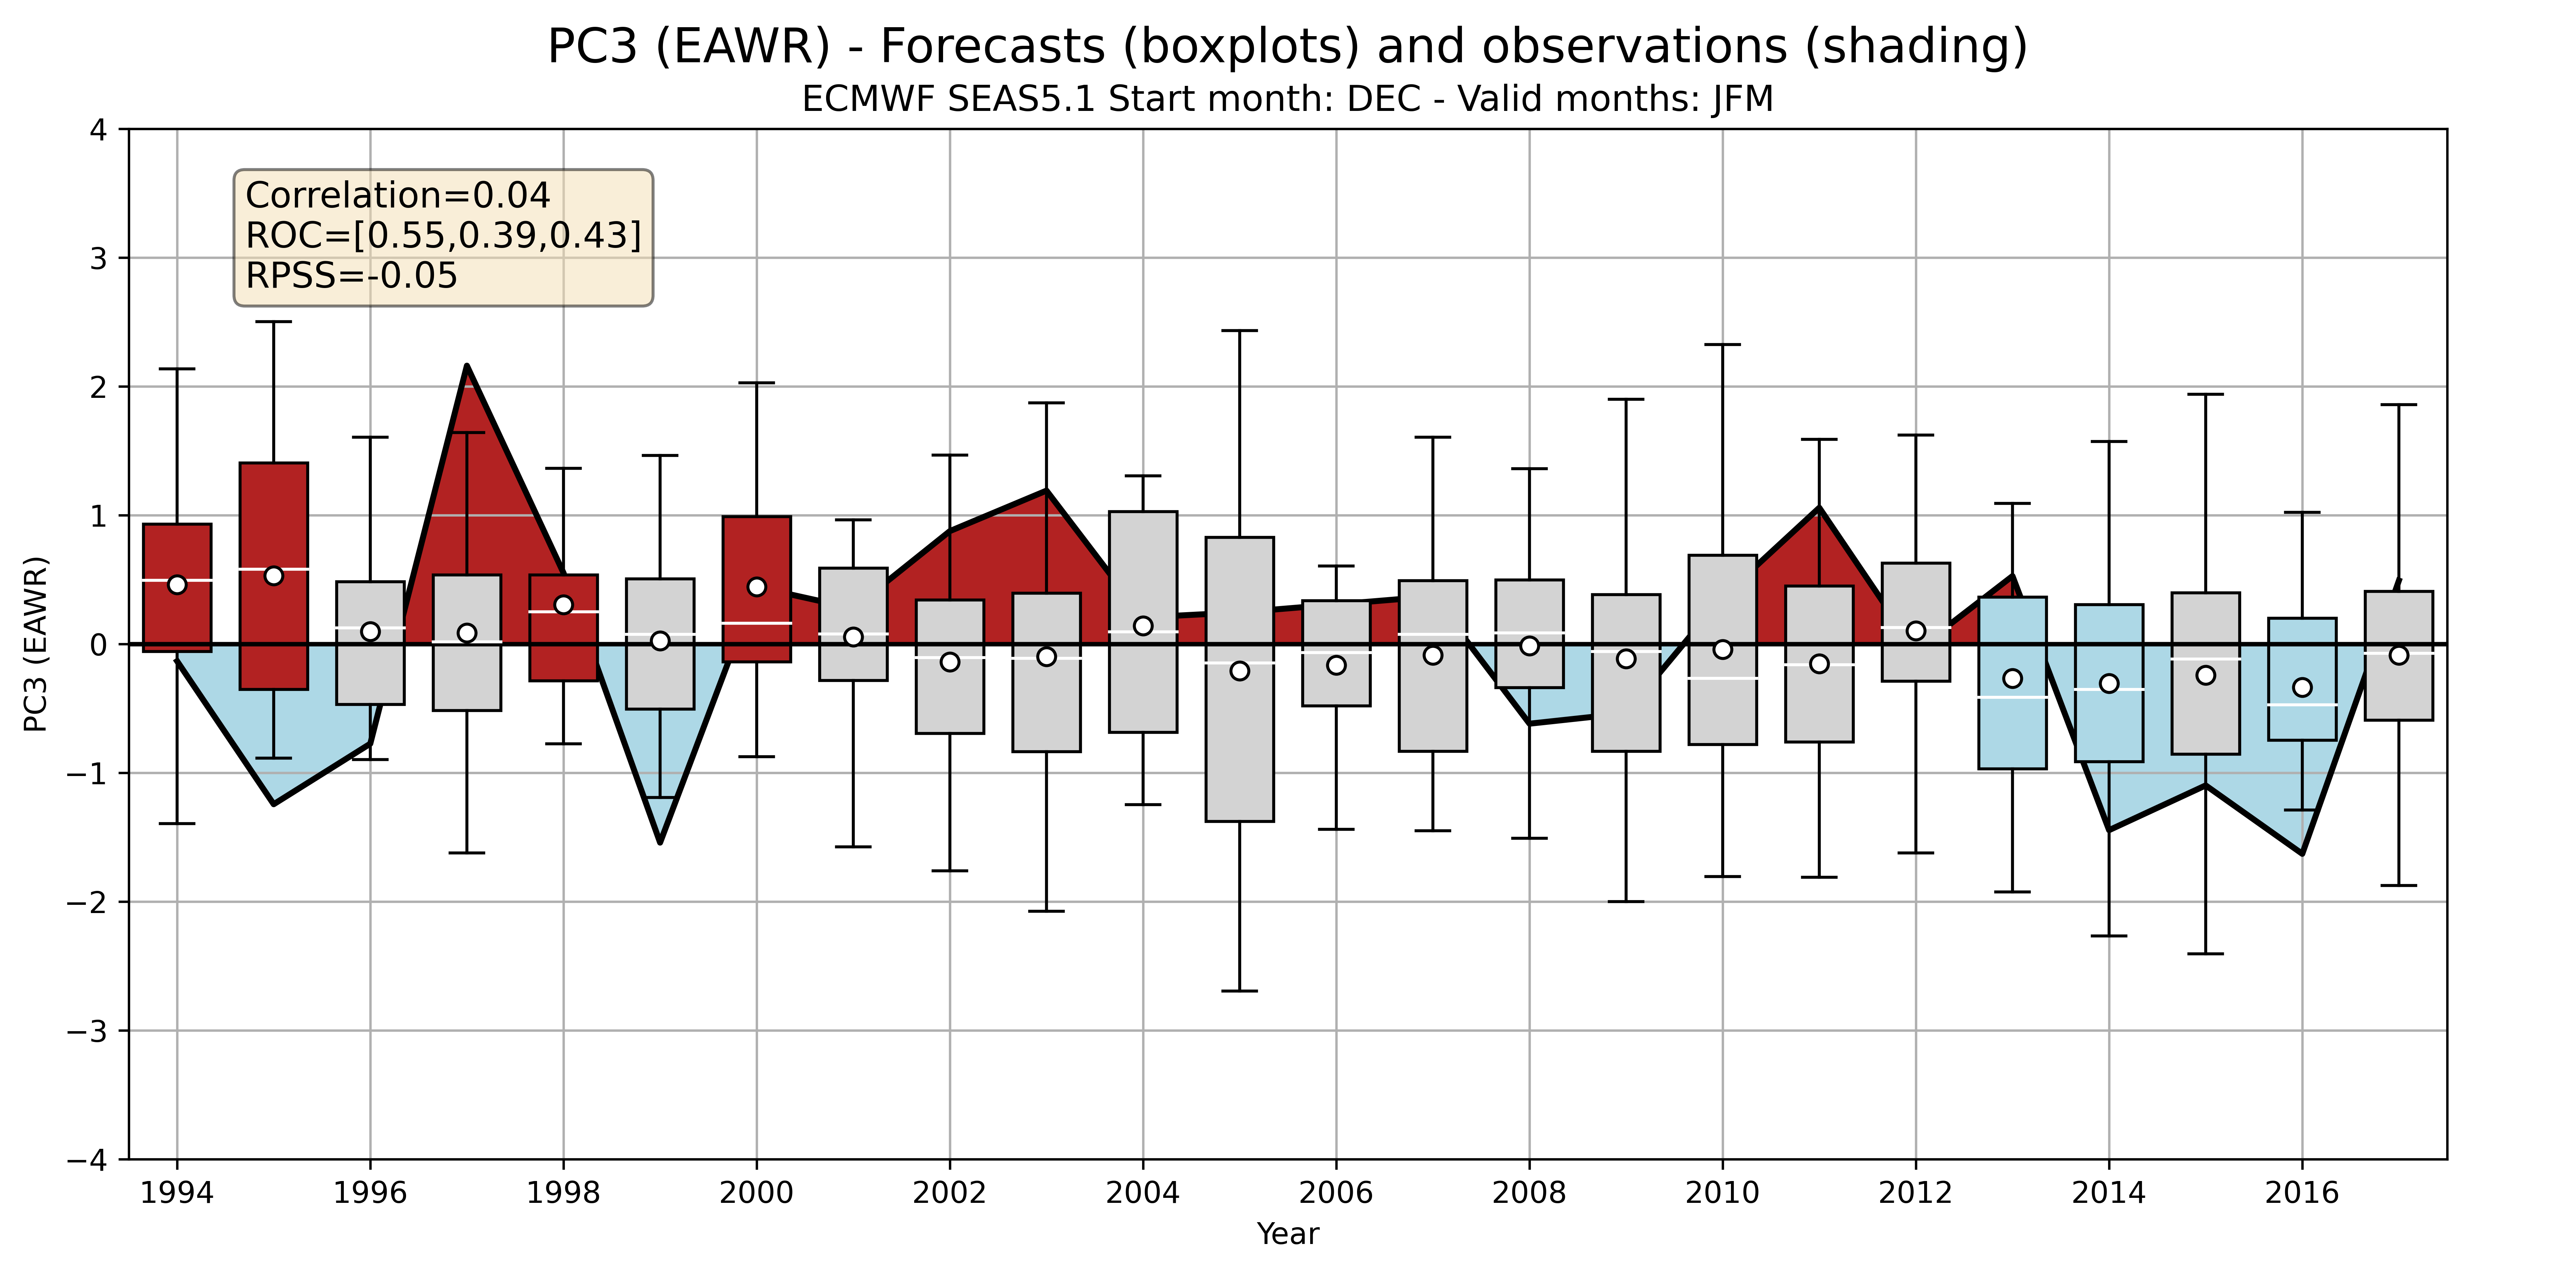 PC3 (EAWR) - Forecasts (boxplots) and observations (shading)
ECMWF SEAS5.1 Start month: DEC - Valid months: JFM
Correlation=0.04
ROC=[0.55,0.39,0.43]
RPSS=-0.05
PC3 (EAWR)
4
3
2
1
0
−1
−2
−3
−4
1994 1996 1998 2000 2002 2004 2006 2008 2010 2012 2014 2016
Year